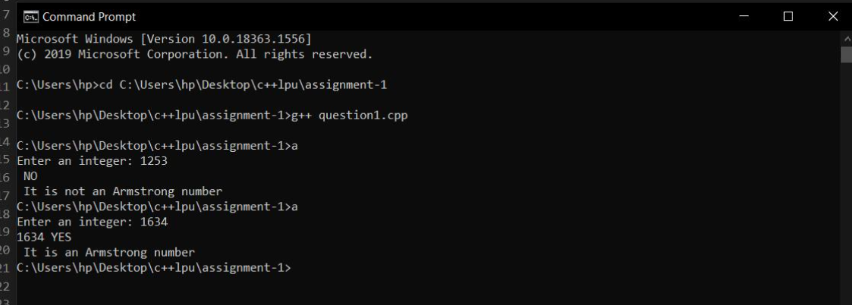 7
Command Prompt
8 Microsoft Windows [Version 10.0.18363.1556]
9 (c) 2019 Microsoft Corporation. All rights reserved.
10
11 C:\Users\hp>cd C:\Users\hp\Desktop\c++lpu\assignment-1
12
13 C:\Users\hp\Desktop\c++lpu\assignment-1>g++ question1.cpp
14 C:\Users\hp\Desktop\c++lpu\assignment-1>a
15 Enter an integer: 1253
16 NO
17 It is not an Armstrong number
18 C:\Users\hp\Desktop\c++lpu\assignment-1>a
19 Enter an integer: 1634
1634 YES
20 It is an Armstrong number
21 C:\Users\hp\Desktop\c++lpu\assignment-1>
22